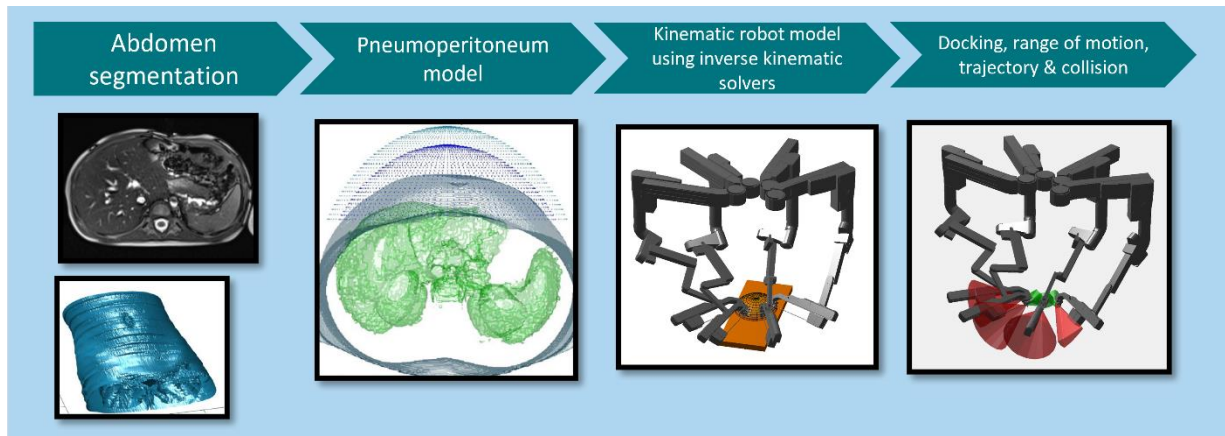 Abdomen
segmentation
Pneumoperitoneum
model
Kinematic robot model
using inverse kinematic
solvers
Docking, range of motion,
trajectory & collision